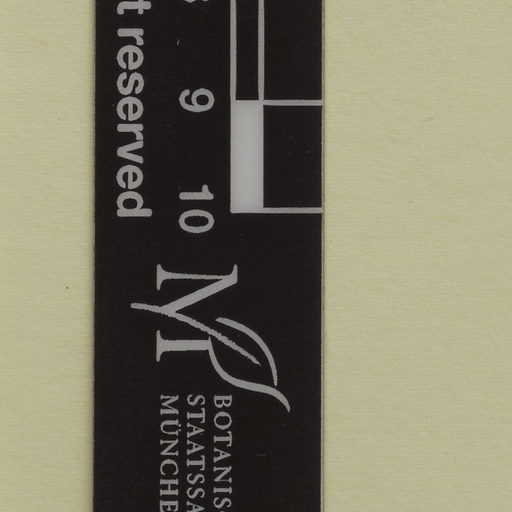 9 10
t reserved
M
BOTANIS
STAATSSA
MÜNCHE